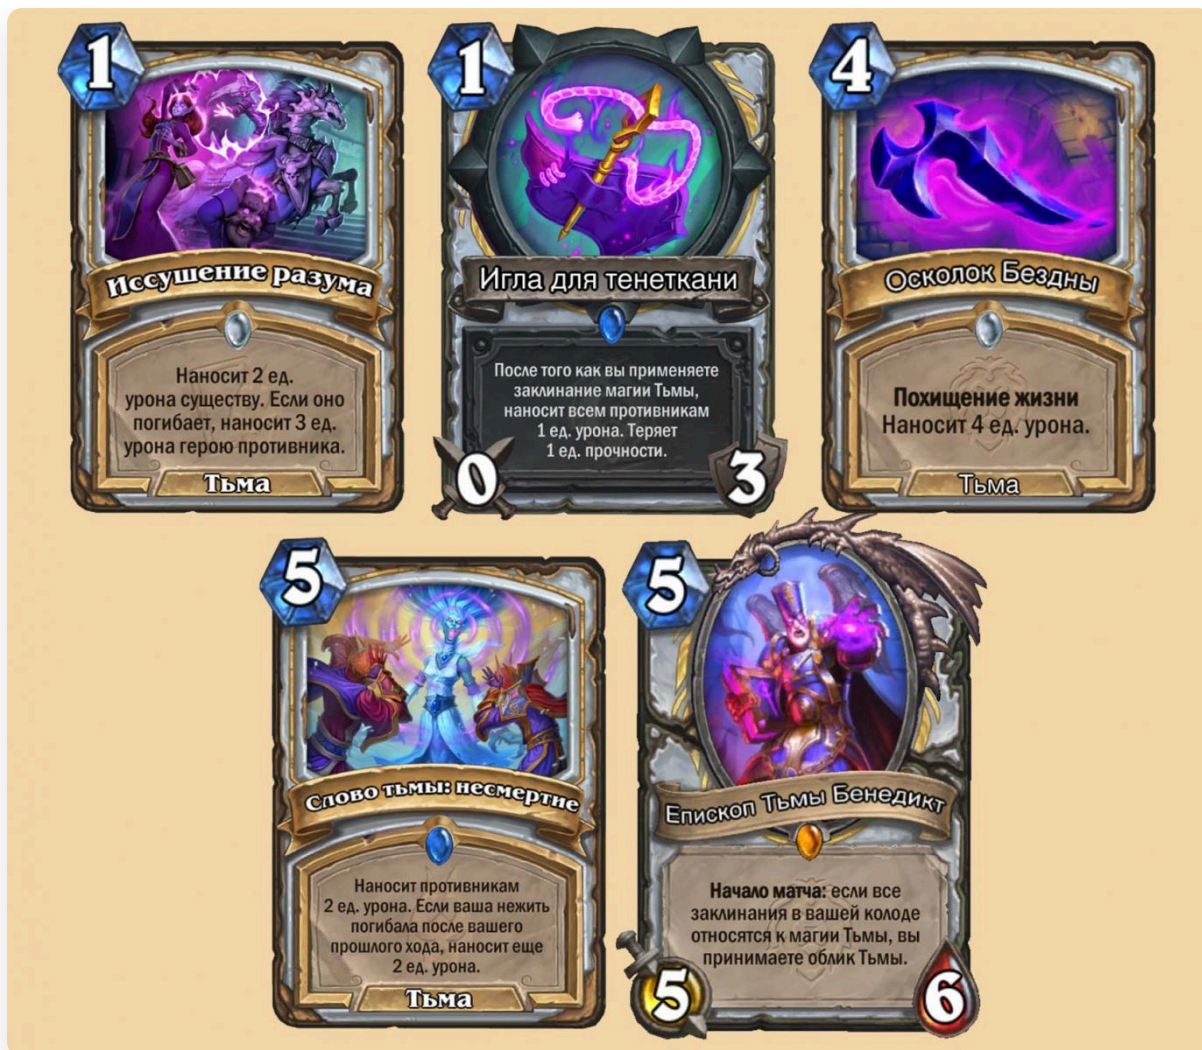 1
Иссушение разума
Наносит 2 ед.
урона существу. Если оно
погибает, наносит 3 ед.
урона герою противника.
Тьма
1
Игла для тенеткани
После того как вы применяете
заклинание магии Тьмы,
наносит всем противникам
1 ед. урона. Теряет
1 ед. прочности.
0
3
4
Осколок Бездны
Похищение жизни
Наносит 4 ед. урона.
Тьма
5
Слово тьмы: несмертие
Наносит противникам
2 ед. урона. Если ваша нежить
погибала после вашего
прошлого хода, наносит еще
2 ед. урона.
Тьма
5
Епископ Тьмы Бенедикт
Начало матча: если все
заклинания в вашей колоде
относятся к магии Тьмы, вы
принимаете облик Тьмы.
5
6